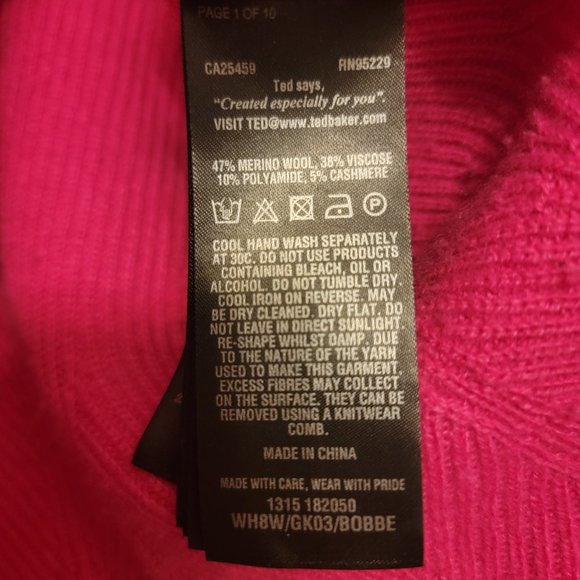 PAGE 1 OF 10
CA25459 RN95229
Ted says,
"Created especially for you".
VISIT TED@www.tedbaker.com
47% MERINO WOOL, 38% VISCOSE
10% POLYAMIDE, 5% CASHMERE
P
COOL HAND WASH SEPARATELY
AT 30C. DO NOT USE PRODUCTS
CONTAINING BLEACH, OIL OR
ALCOHOL. DO NOT TUMBLE DRY
COOL IRON ON REVERSE. MAY
BE DRY CLEANED. DRY FLAT. DO
NOT LEAVE IN DIRECT SUNLIGHT.
RE-SHAPE WHILST DAMP. DUE
TO THE NATURE OF THE YARN
USED TO MAKE THIS GARMENT.
EXCESS FIBRES MAY COLLECT
ON THE SURFACE. THEY CAN BE
REMOVED USING A KNITWEAR
COMB.
MADE IN CHINA
MADE WITH CARE, WEAR WITH PRIDE
1315 182050
WH8W/GK03/BOBBE